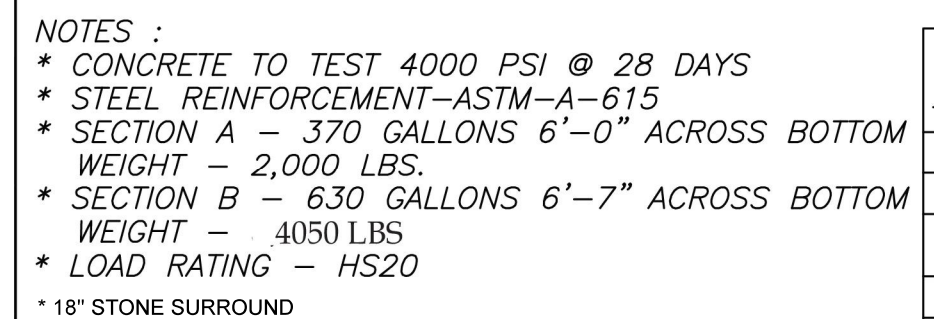 NOTES :
* CONCRETE TO TEST 4000 PSI @ 28 DAYS
* STEEL REINFORCEMENT-ASTM-A-615
* SECTION A - 370 GALLONS 6'-0" ACROSS BOTTOM
WEIGHT - 2,000 LBS.
* SECTION B - 630 GALLONS 6'-7" ACROSS BOTTOM
WEIGHT - 4050 LBS
* LOAD RATING - HS20
* 18" STONE SURROUND